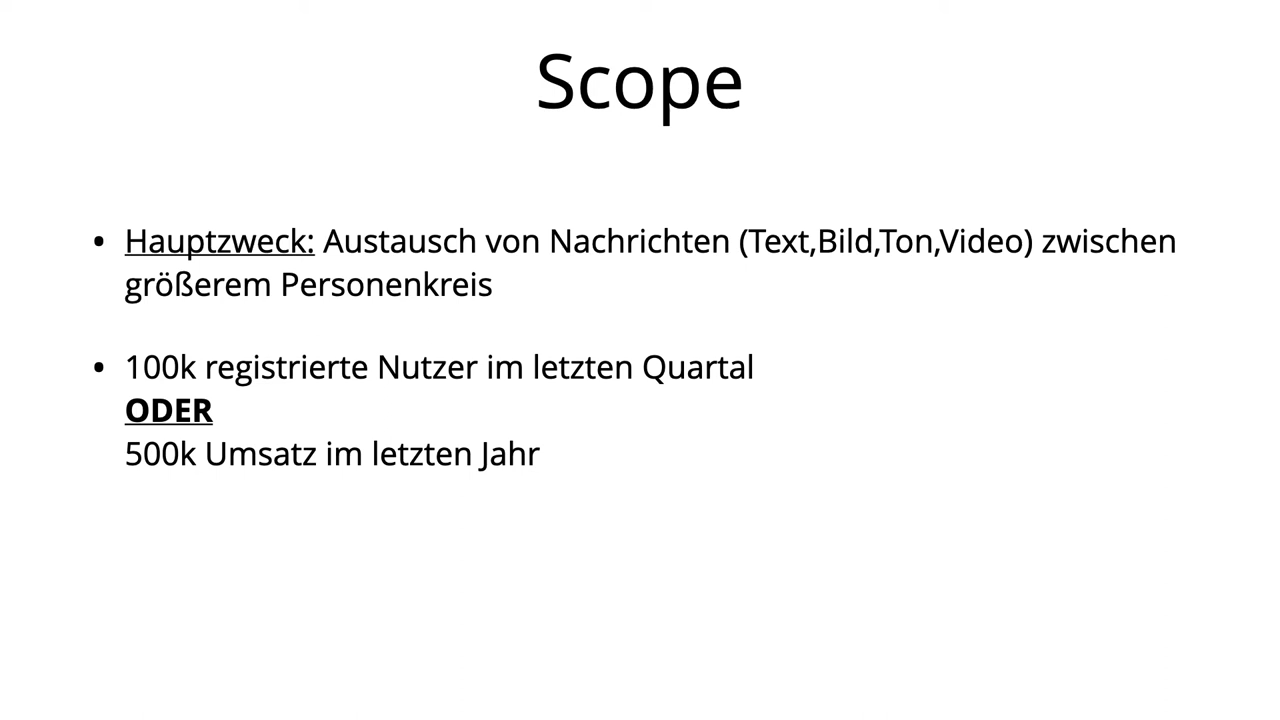 Scope
• Hauptzweck: Austausch von Nachrichten (Text,Bild,Ton,Video) zwischen
größerem Personenkreis
• 100k registrierte Nutzer im letzten Quartal
ODER
500k Umsatz im letzten Jahr